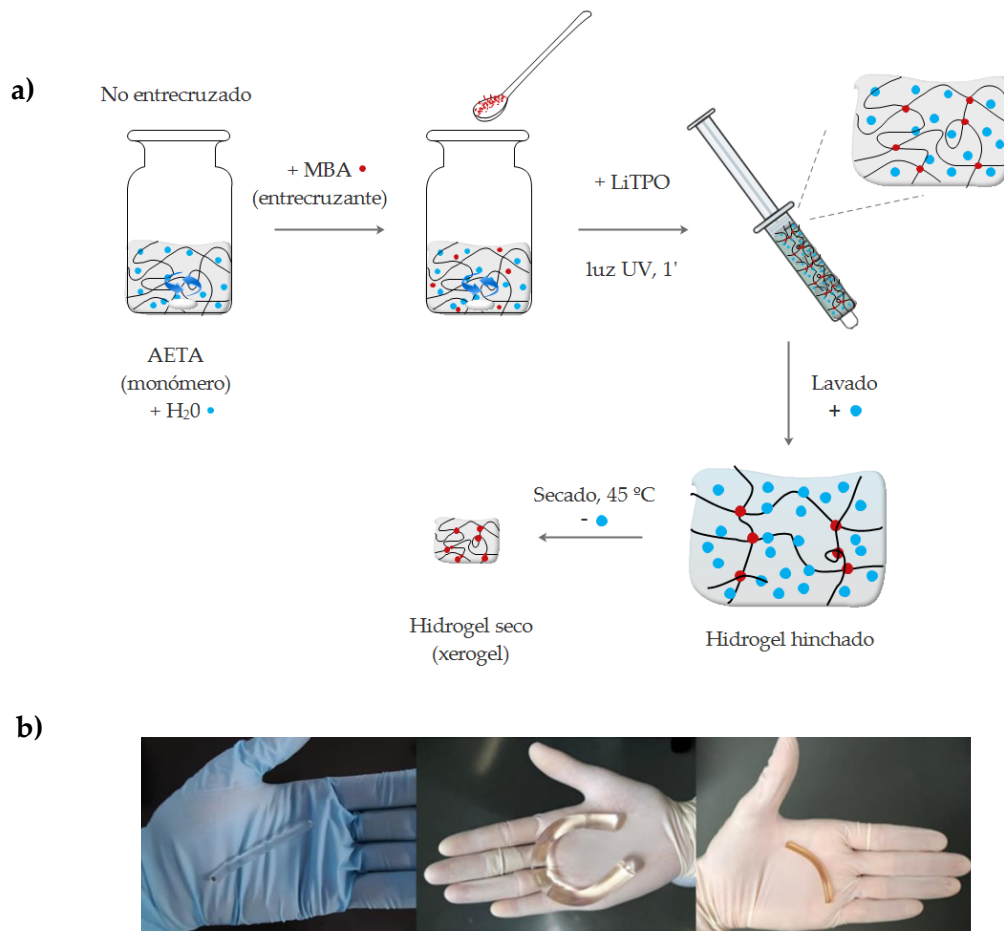 a)
No entrecruzado
+ MBA •
(entrecruzante)
+ LiTPO
luz UV, 1'
AETA
(monómero)
+ H₂0 •
Lavado
+ •
Secado, 45 ºC
- •
Hidrogel seco
(xerogel)
Hidrogel hinchado
b)